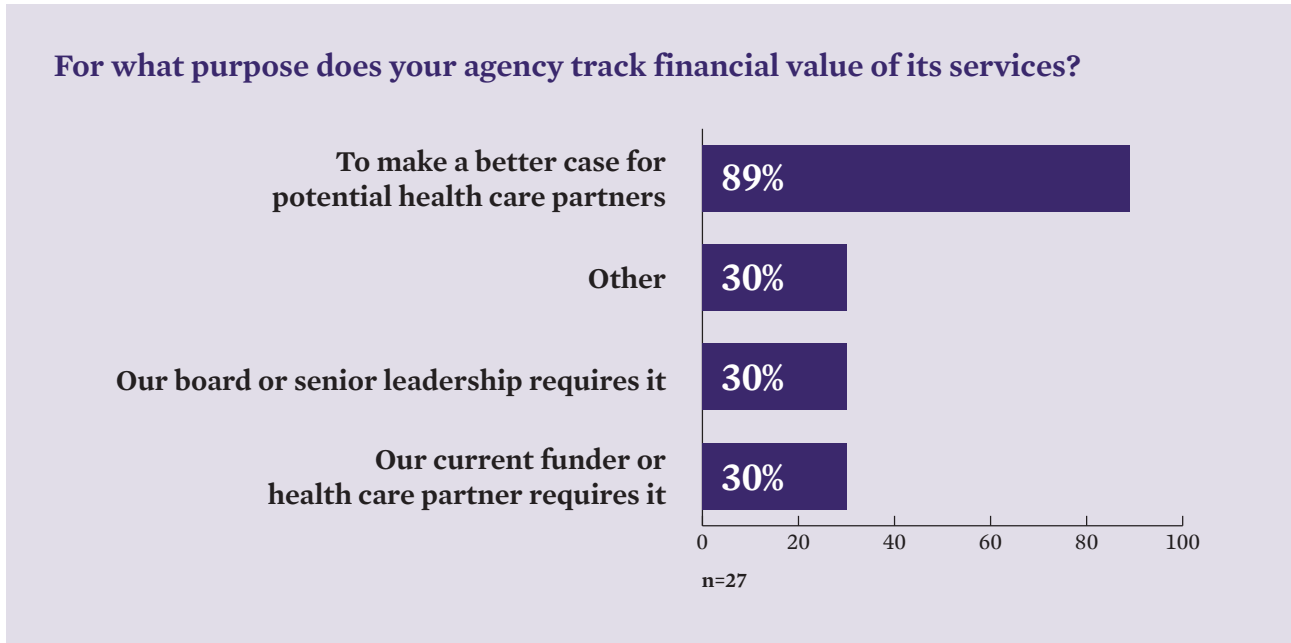 For what purpose does your agency track financial value of its services?
To make a better case for
potential health care partners
89%
Other
30%
Our board or senior leadership requires it
30%
Our current funder or
health care partner requires it
30%
0 20 40 60 80 100
n=27